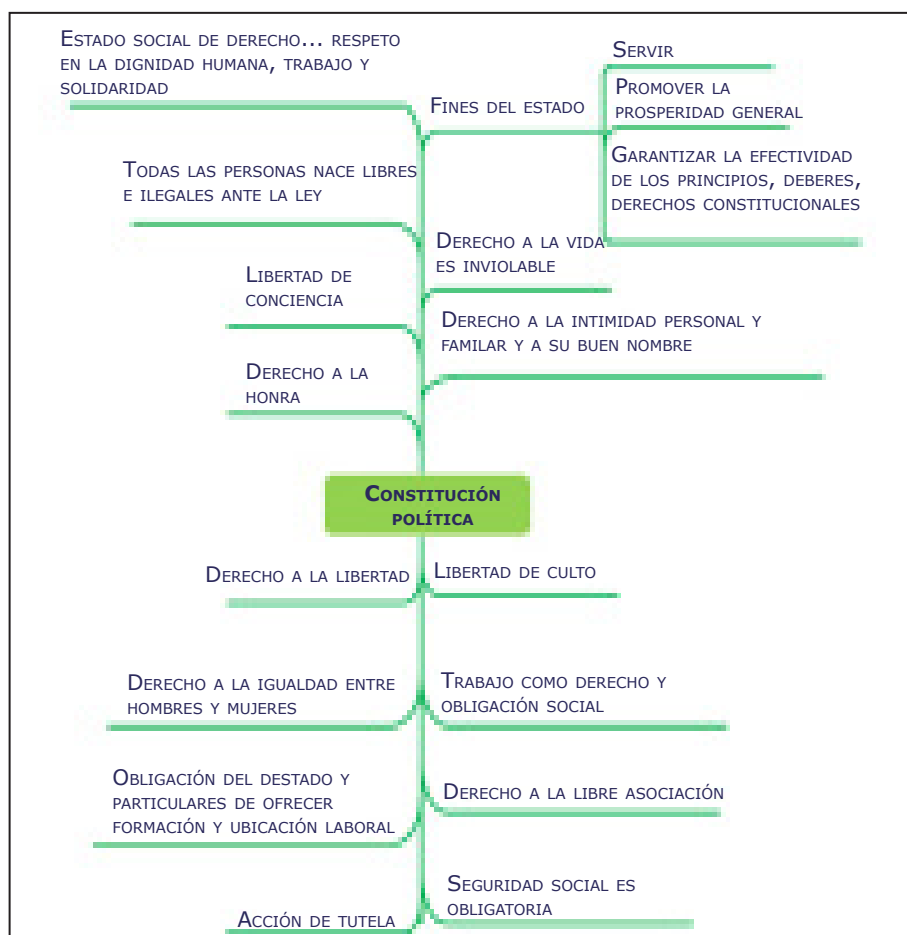 Estado social de derecho... respeto
en la dignidad humana, trabajo y
solidaridad
Fines del estado
Servir
Promover la
prosperidad general
Garantizar la efectividad
de los principios, deberes,
derechos constitucionales
Todas las personas nace libres
e ilegales ante la ley
Derecho a la vida
es inviolable
Libertad de
conciencia
Derecho a la intimidad personal y
familar y a su buen nombre
Derecho a la
honra
Constitución
política
Derecho a la libertad
Libertad de culto
Derecho a la igualdad entre
hombres y mujeres
Trabajo como derecho y
obligación social
Obligación del destado y
particulares de ofrecer
formación y ubicación laboral
Derecho a la libre asociación
Seguridad social es
obligatoria
Acción de tutela